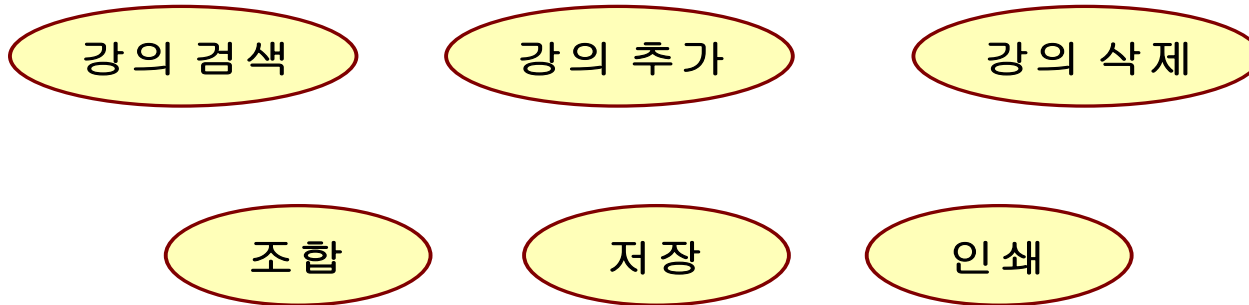 강의 검색
강의 추가
강의 삭제
조합
저장
인쇄